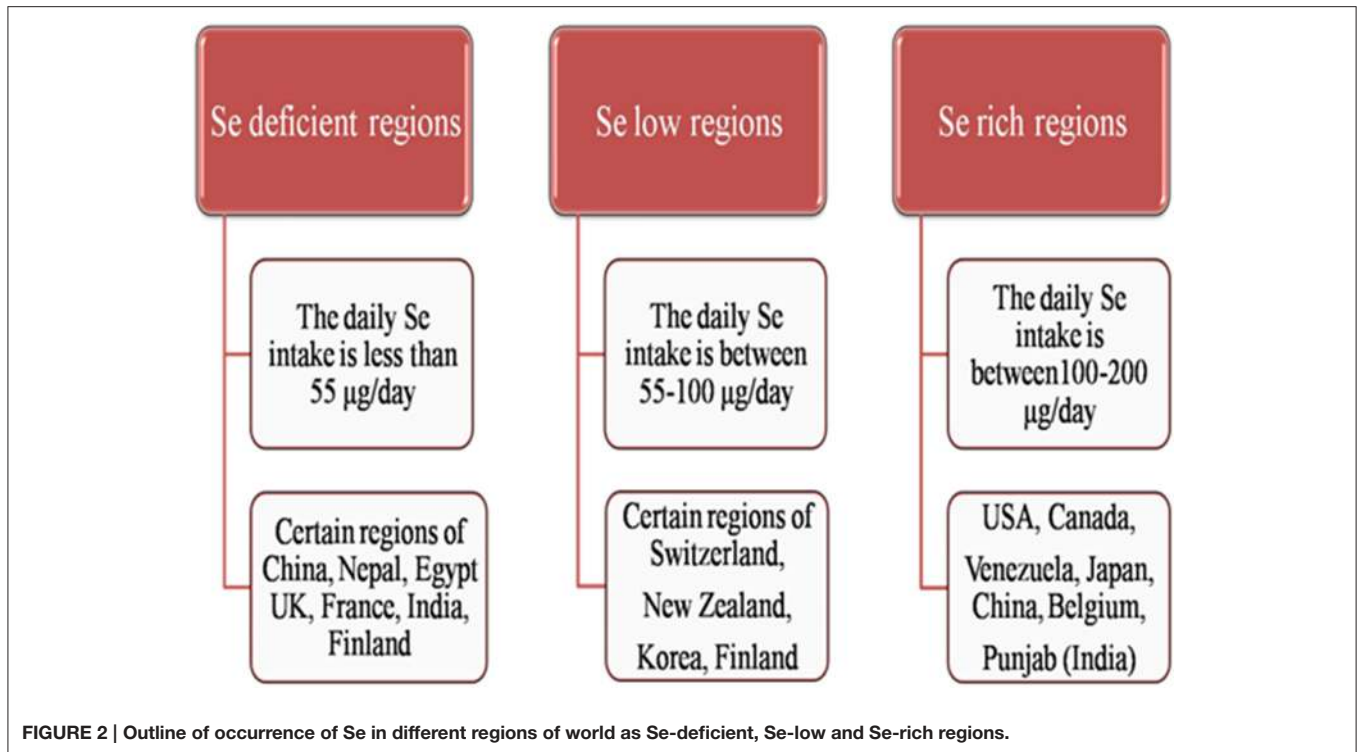 Se deficient regions
Se low regions
Se rich regions
The daily Se
intake is less than
55 µg/day
The daily Se
intake is between
55-100 µg/day
The daily Se
intake is
between100-200
µg/day
Certain regions of
China, Nepal, Egypt
UK, France, India,
Finland
Certain regions of
Switzerland,
New Zealand,
Korea, Finland
USA, Canada,
Venezuela, Japan,
China, Belgium,
Punjab (India)
FIGURE 2 | Outline of occurrence of Se in different regions of world as Se-deficient, Se-low and Se-rich regions.